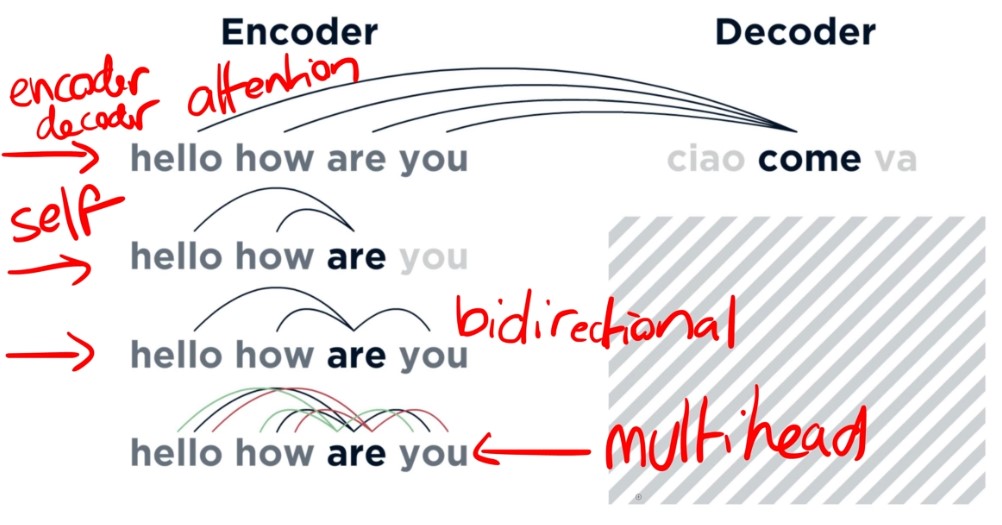 Encoder
Decoder
encoder
decoder
attention
hello how are you
ciao come va
self
hello how are you
bidirectional
hello how are you
hello how are you
multihead